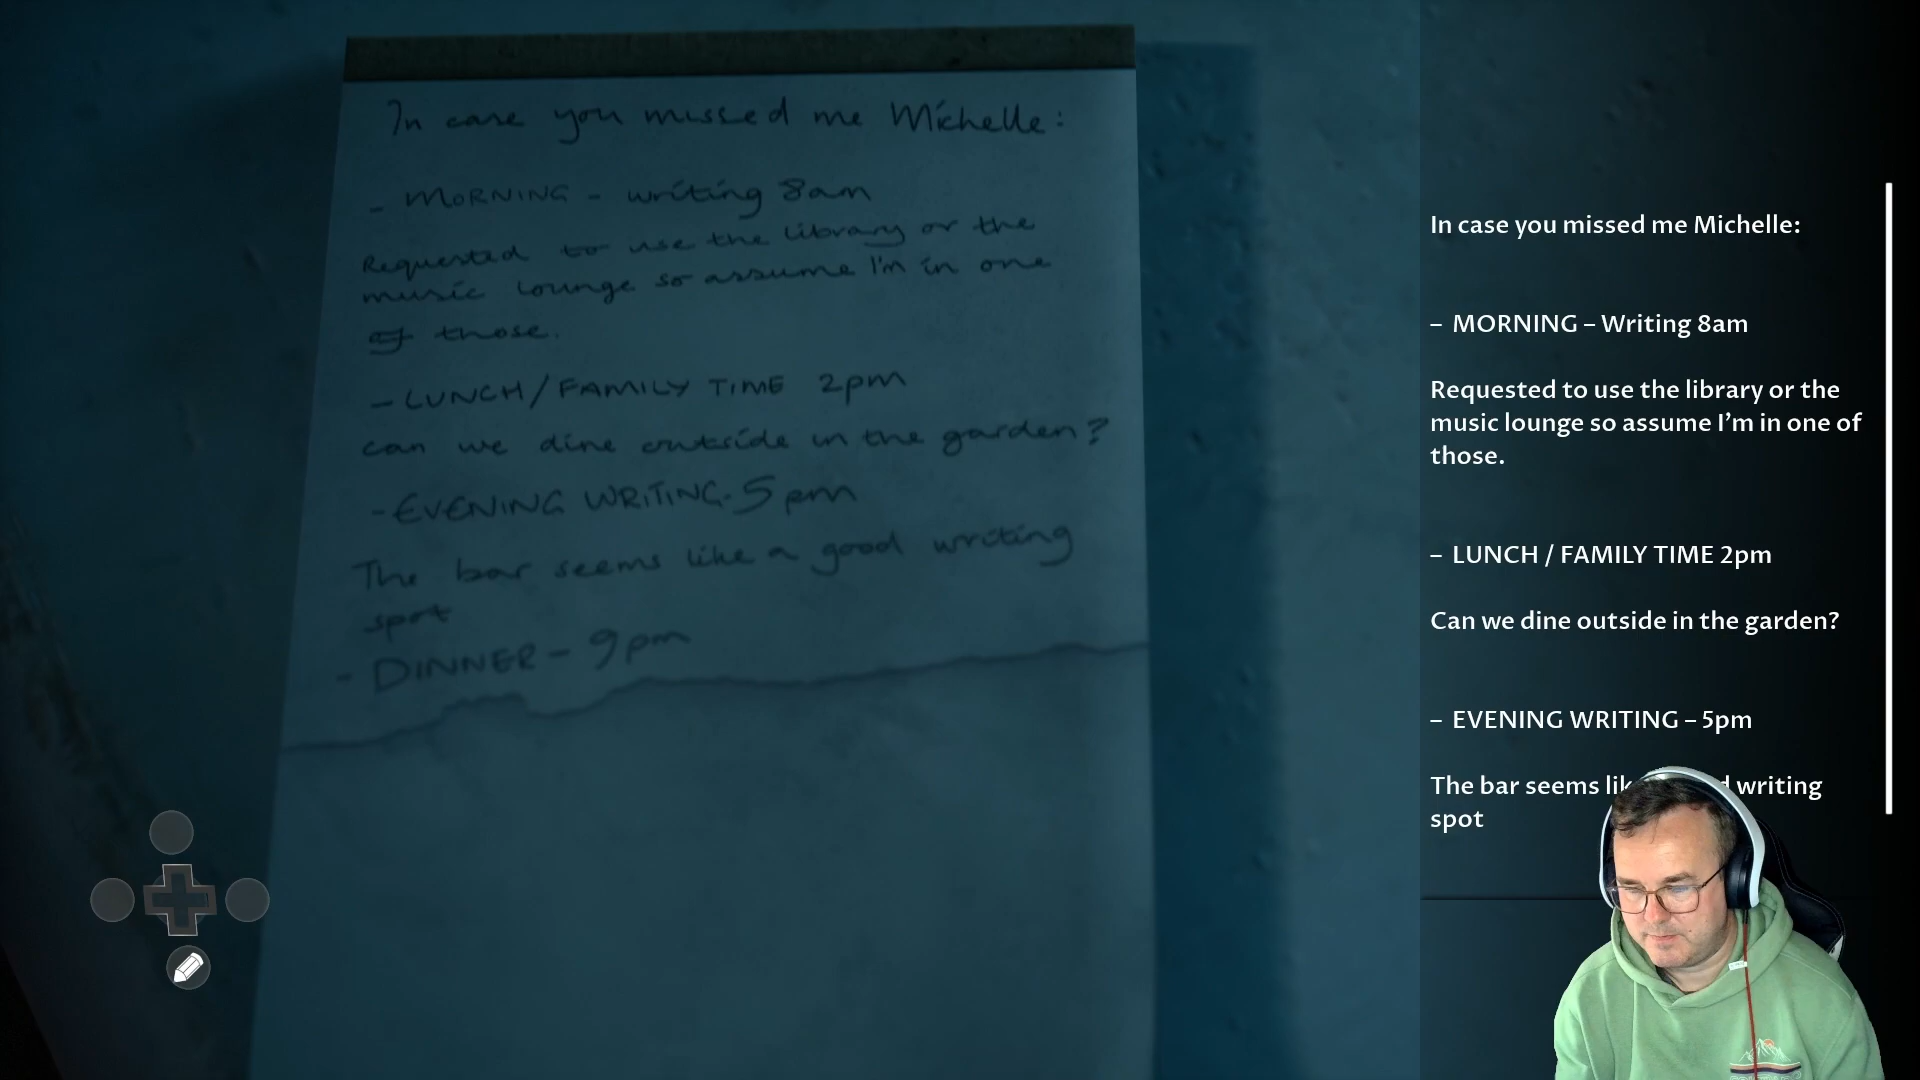 In case you missed me Michelle:
- MORNING - writing 8am
Requested to use the library or the
music lounge so assume I'm in one
of those.
- LUNCH / FAMILY TIME 2pm
can we dine outside in the garden?
- EVENING WRITING - 5pm
The bar seems like a good writing
spot
- DINNER - 9pm
In case you missed me Michelle:
– MORNING – Writing 8am
Requested to use the library or the
music lounge so assume I’m in one of
those.
– LUNCH / FAMILY TIME 2pm
Can we dine outside in the garden?
– EVENING WRITING – 5pm
The bar seems writing
spot